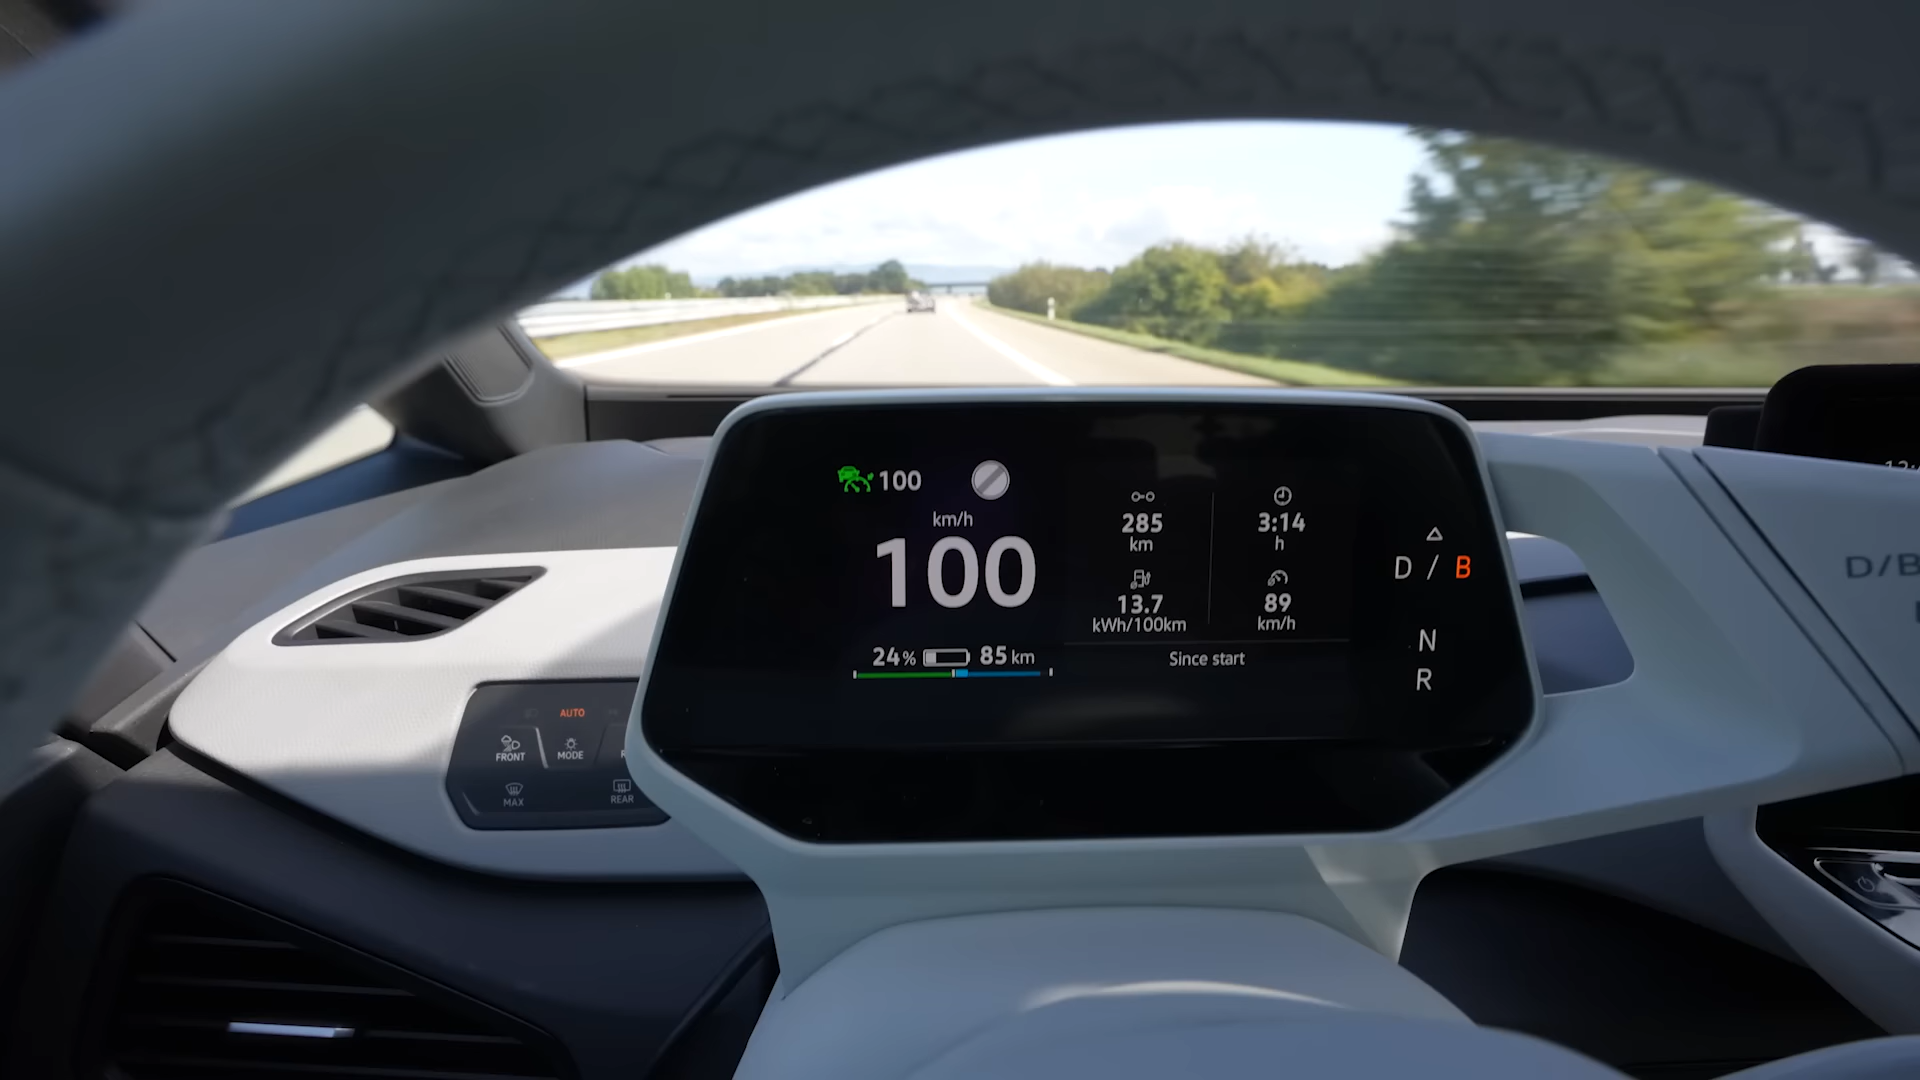 100
km/h
100
24% 85 km
285
km
3:14
h
13.7
kWh/100km
89
km/h
Since start
D / B
N
R
AUTO
FRONT
MODE
MAX
REAR
D/B